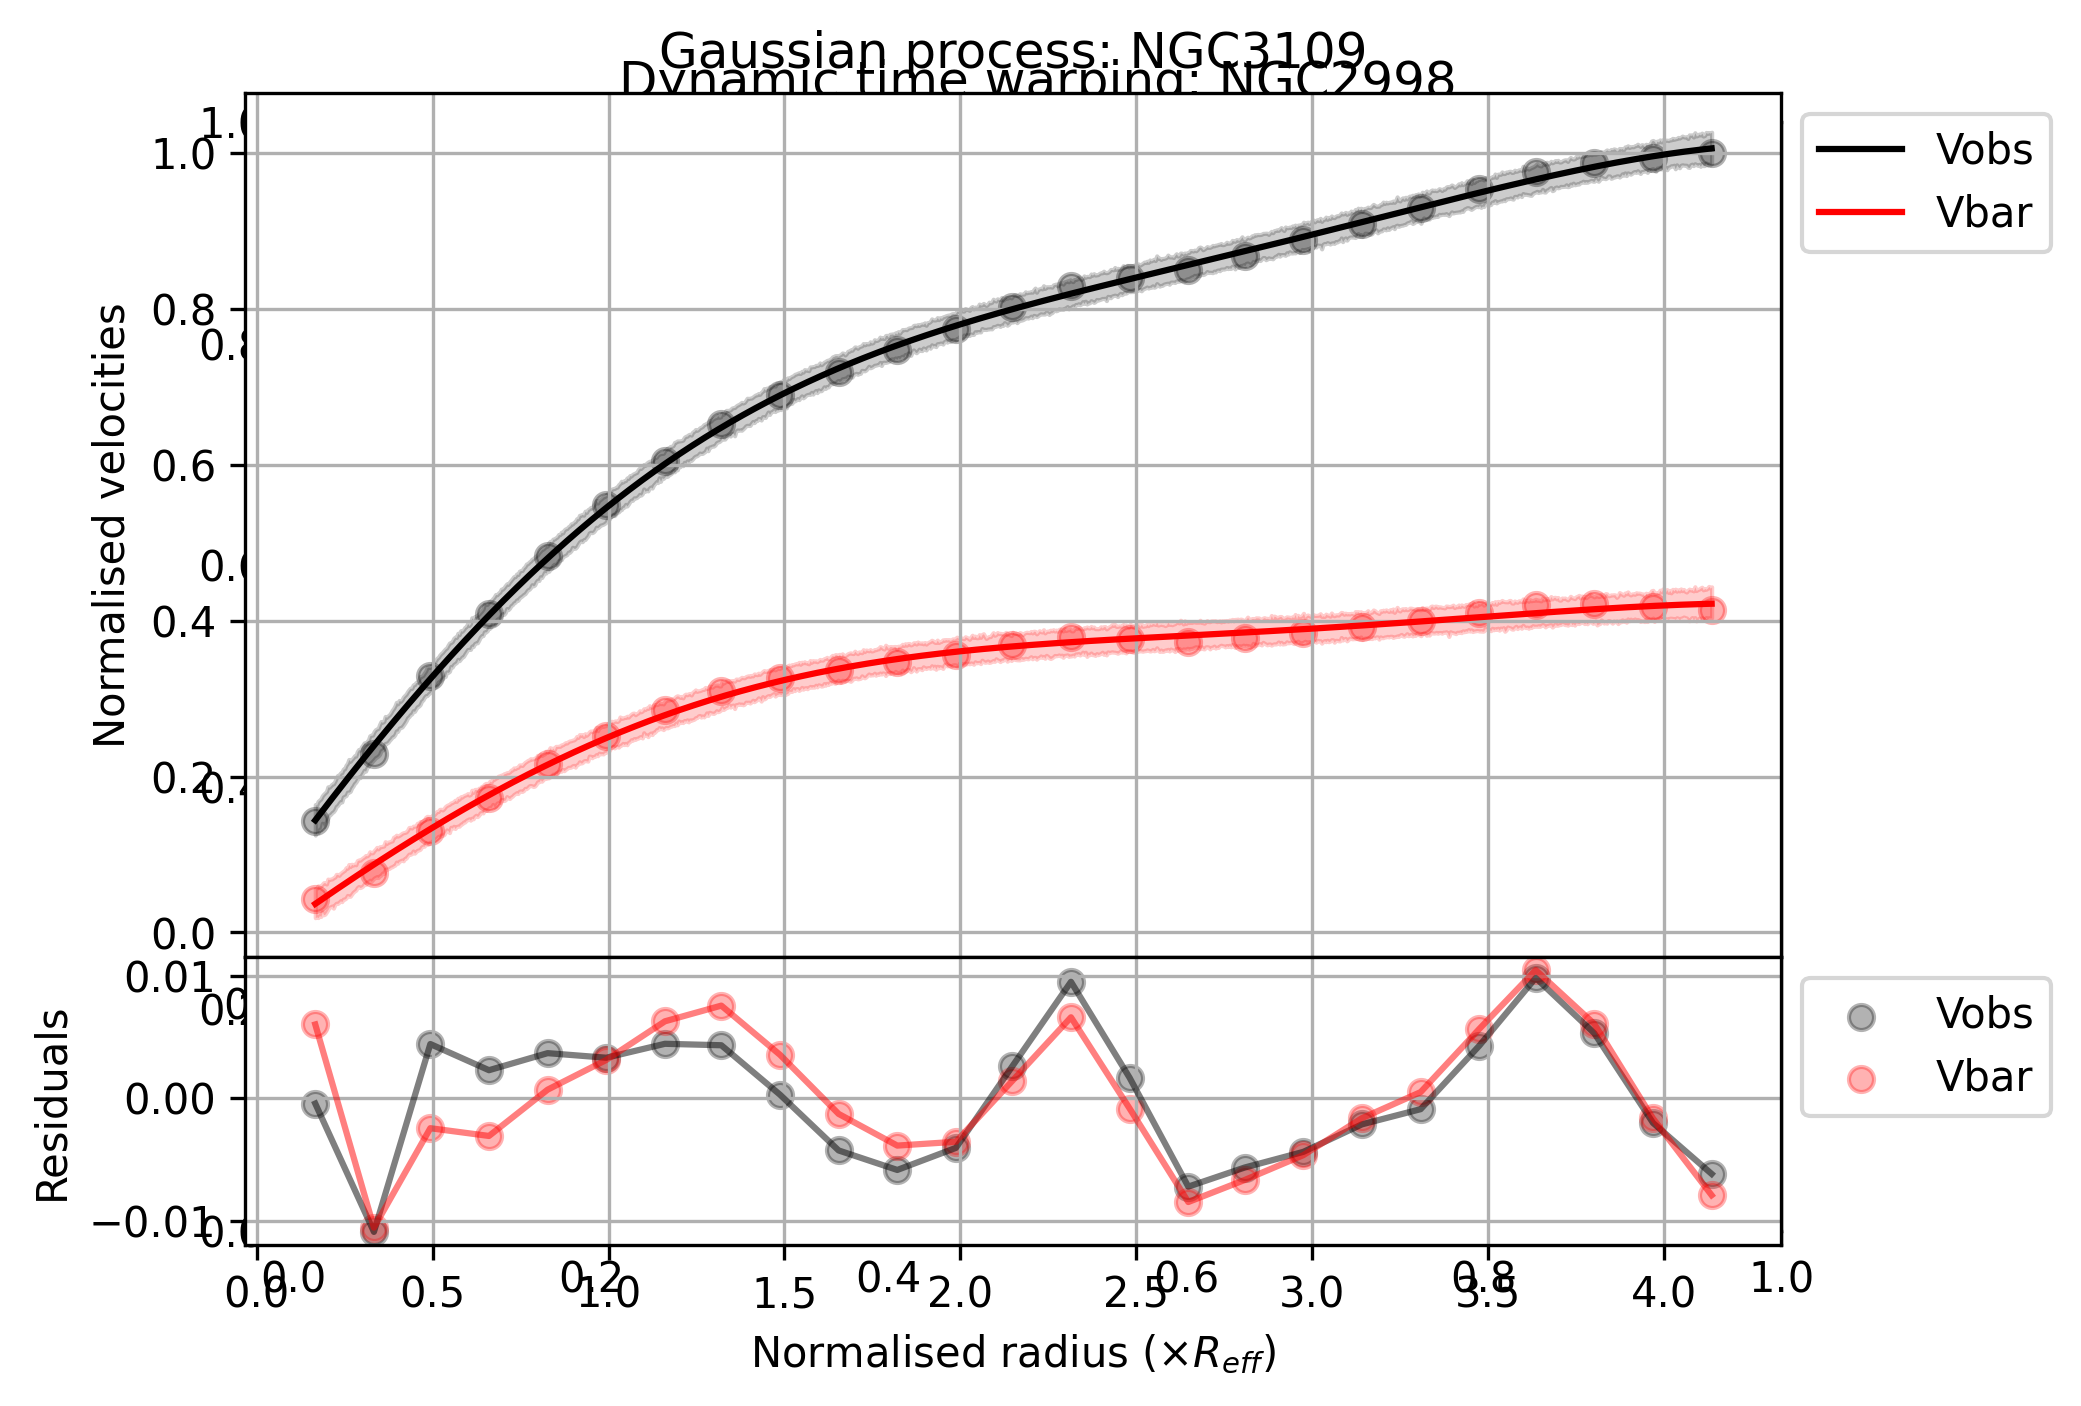 Gaussian process: NGC3109
Dynamic time warping: NGC2998
Normalised velocities
1.0
0.8
0.6
0.4
0.2
0.0
Vobs
Vbar
Residuals
0.01
0.00
−0.01
Vobs
Vbar
0.0 0.2 0.4 0.6 0.8 1.0
0.0 0.5 1.0 1.5 2.0 2.5 3.0 3.5 4.0
Normalised radius (×Reff)